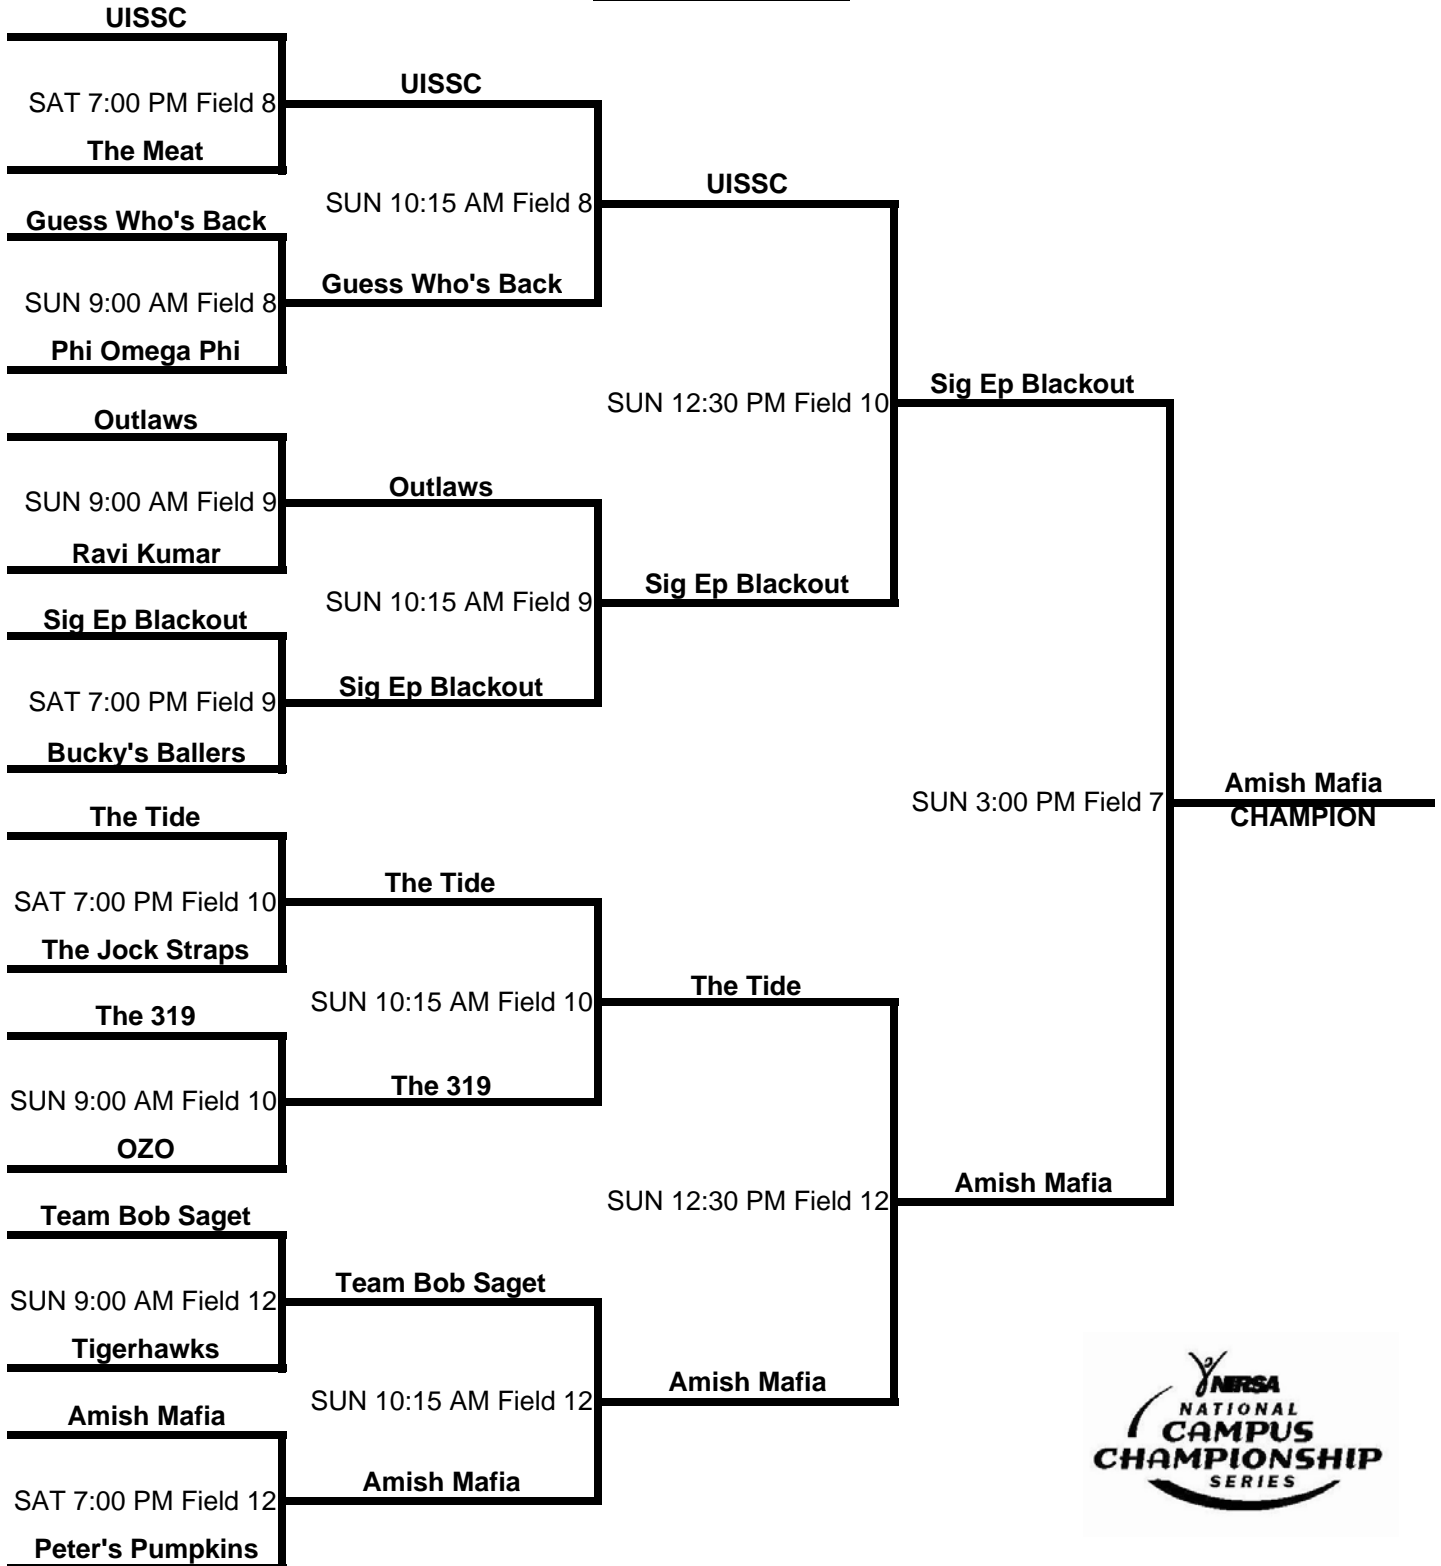 UISSC
SAT 7:00 PM Field 8
The Meat
Guess Who's Back
SUN 9:00 AM Field 8
Phi Omega Phi
Outlaws
SUN 9:00 AM Field 9
Ravi Kumar
Sig Ep Blackout
SAT 7:00 PM Field 9
Bucky's Ballers
The Tide
SAT 7:00 PM Field 10
The Jock Straps
The 319
SUN 9:00 AM Field 10
OZO
Team Bob Saget
SUN 9:00 AM Field 12
Tigerhawks
Amish Mafia
SAT 7:00 PM Field 12
Peter's Pumpkins
UISSC
SUN 10:15 AM Field 8
Guess Who's Back
Outlaws
SUN 10:15 AM Field 9
Sig Ep Blackout
The Tide
SUN 10:15 AM Field 10
The 319
Team Bob Saget
SUN 10:15 AM Field 12
Amish Mafia
UISSC
SUN 12:30 PM Field 10
Sig Ep Blackout
The Tide
SUN 12:30 PM Field 12
Amish Mafia
Sig Ep Blackout
SUN 3:00 PM Field 7
Amish Mafia
Amish Mafia
CHAMPION
NIRSA
NATIONAL
CAMPUS
CHAMPIONSHIP
SERIES